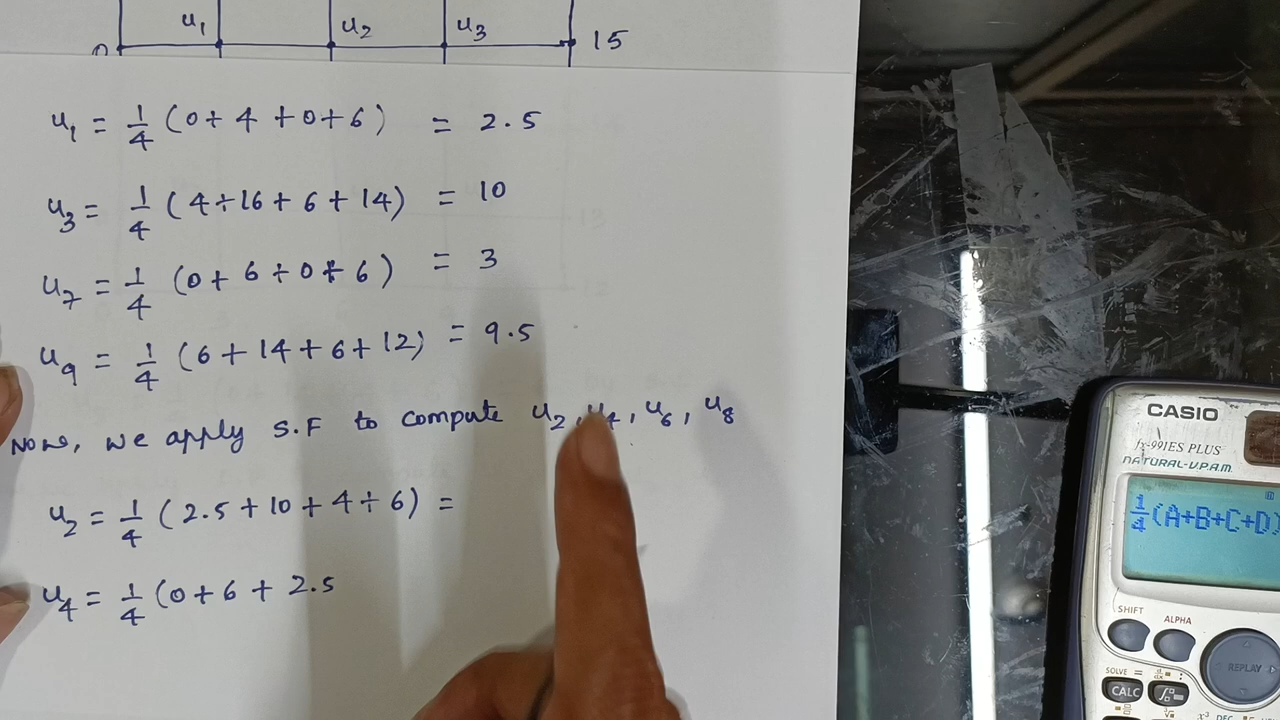 u₁ u₂ u₃ 15
0
u₁ = 1/4 (0 + 4 + 0 + 6) = 2.5
u₃ = 1/4 (4 + 16 + 6 + 14) = 10
u₇ = 1/4 (0 + 6 + 0 + 6) = 3
u₉ = 1/4 (6 + 14 + 6 + 12) = 9.5
Now, we apply S.F to compute u₂, u₄, u₆, u₈
u₂ = 1/4 (2.5 + 10 + 4 + 6) =
u₄ = 1/4 (0 + 6 + 2.5
CASIO
fx-991ES PLUS
NATURAL-V.P.A.M.
1/4 (A+B+C+D)
SHIFT ALPHA
REPLAY
SOLVE =
CALC